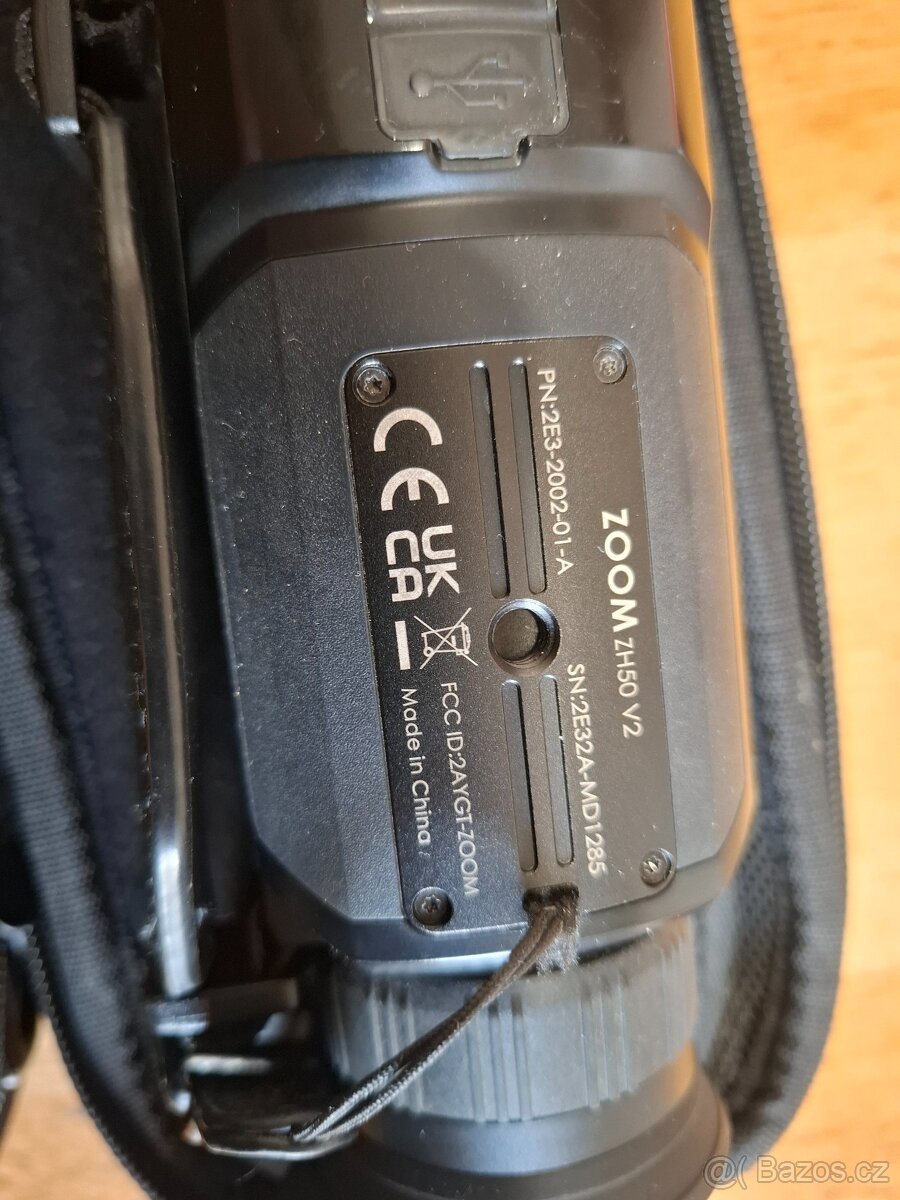 ZOOM ZH50 V2
PN:2E3-2002-01-A
SN:2E32A-MD1285
CE
UK
CA
FCC ID:2AYGT-ZOOM
Made in China
@( Bazos.cz